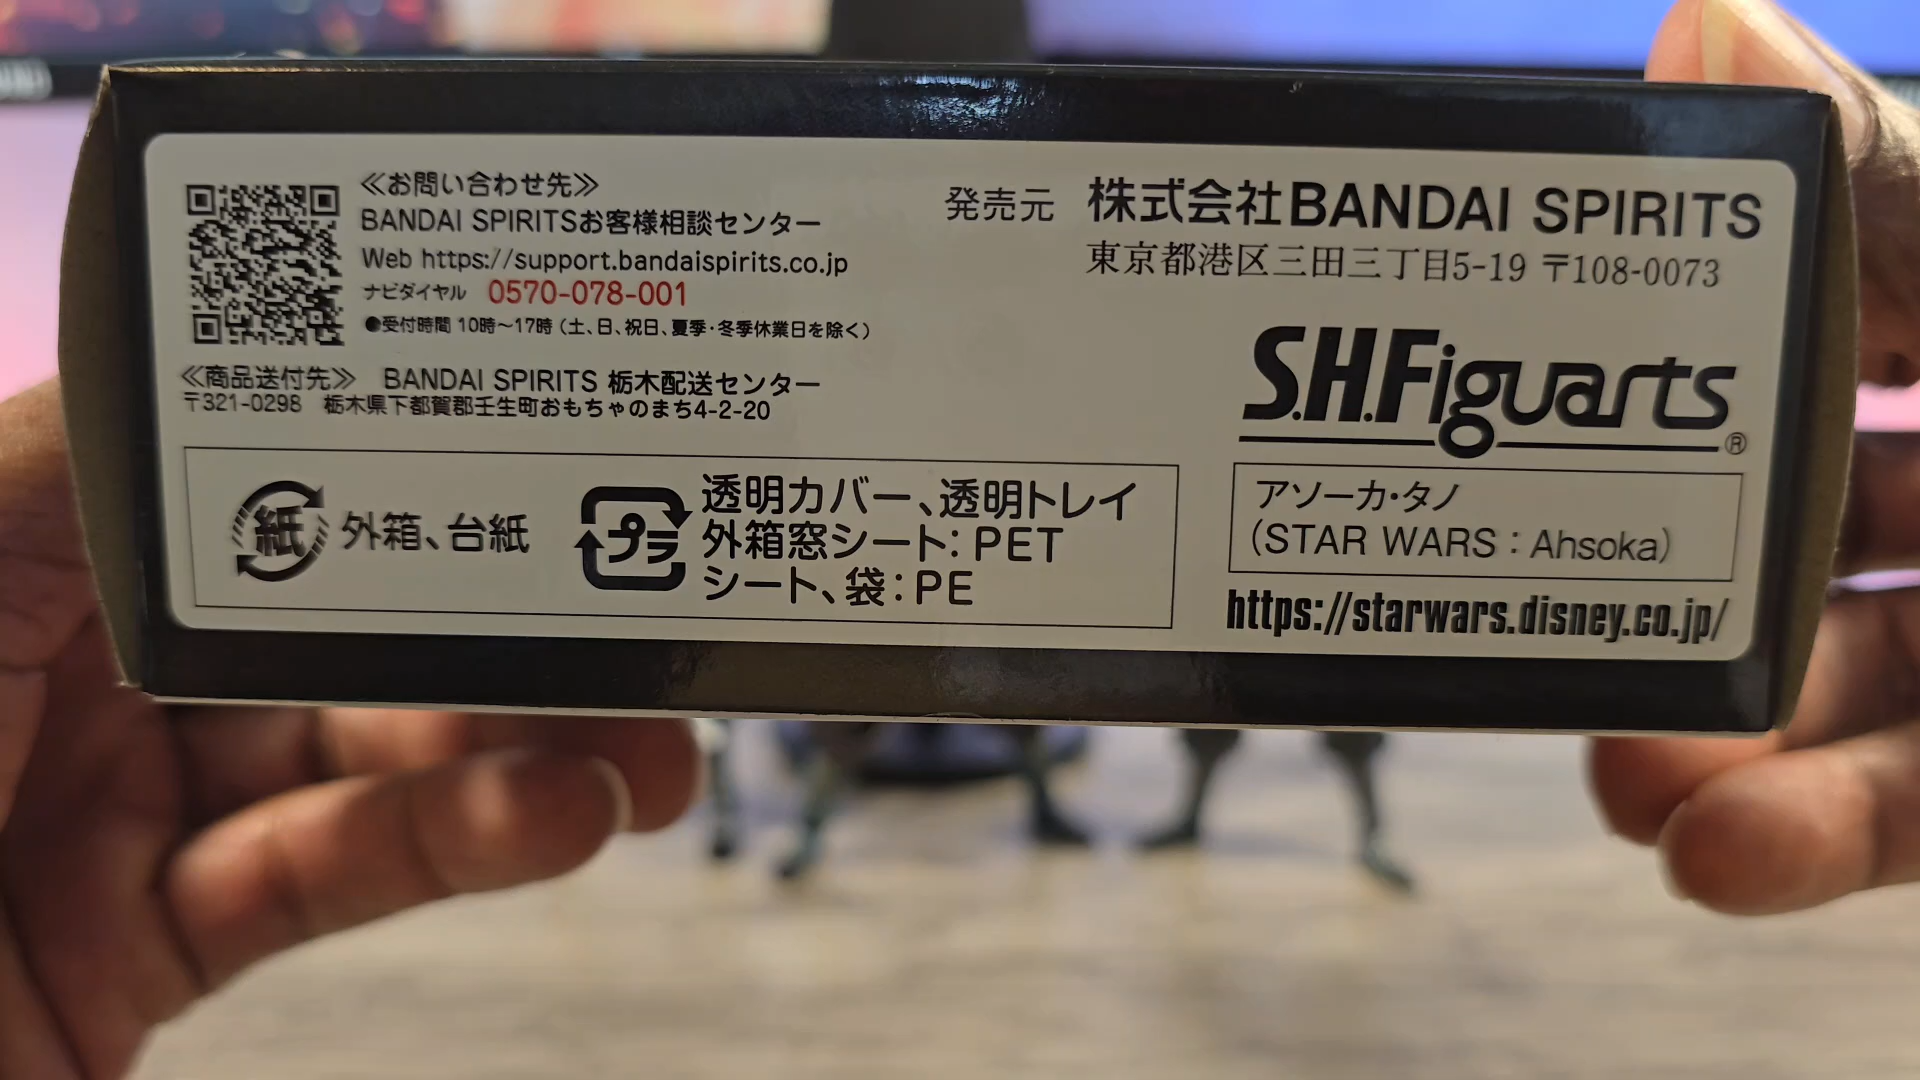 ≪お問い合わせ先≫
BANDAI SPIRITSお客様相談センター
Web https://support.bandaispirits.co.jp
ナビダイヤル 0570-078-001
●受付時間 10時～17時（土、日、祝日、夏季・冬季休業日を除く）
≪商品送付先≫ BANDAI SPIRITS 栃木配送センター
〒321-0298 栃木県下都賀郡壬生町おもちゃのまち4-2-20
紙 外箱、台紙
プラ
透明カバー、透明トレイ
外箱窓シート：PET
シート、袋：PE
発売元 株式会社BANDAI SPIRITS
東京都港区三田三丁目5-19 〒108-0073
S.H.Figuarts®
アソーカ・タノ
（STAR WARS：Ahsoka）
https://starwars.disney.co.jp/